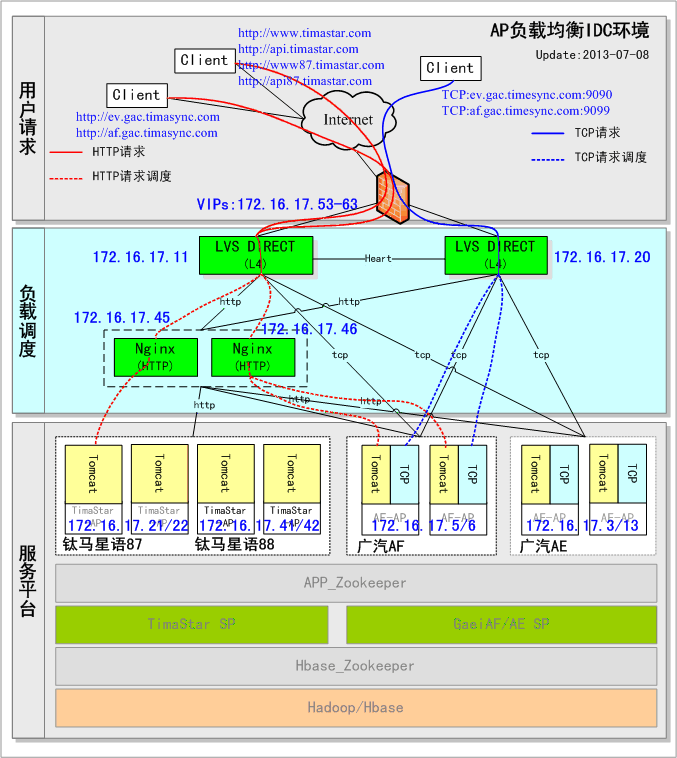 AP负载均衡IDC环境
Update:2013-07-08
用户请求
http://www.timastar.com
http://api.timastar.com
http://www87.timastar.com
http://api87.timastar.com
Client
Client
Client
TCP:ev.gac.timesync.com:9090
TCP:af.gac.timesync.com:9099
http://ev.gac.timasync.com
http://af.gac.timasync.com
Internet
HTTP请求
HTTP请求调度
TCP请求
TCP请求调度
VIPs:172.16.17.53-63
负载调度
172.16.17.11
LVS DIRECT
(L4)
Heart
LVS DIRECT
(L4)
172.16.17.20
http
http
172.16.17.45
172.16.17.46
Nginx
(HTTP)
Nginx
(HTTP)
tcp
tcp
tcp
tcp
http
http
http
服务平台
Tomcat
Tomcat
Tomcat
Tomcat
Tomcat
TCP
Tomcat
TCP
Tomcat
TCP
Tomcat
TCP
TimaStar
AP
TimaStar
AP
TimaStar
AP
TimaStar
AP
AF-AP
AF-AP
AE-AP
AE-AP
172.16.17.21/22
172.16.17.41/42
172.16.17.5/6
172.16.17.3/13
钛马星语87
钛马星语88
广汽AF
广汽AE
APP_Zookeeper
TimaStar SP
GaeiAF/AE SP
Hbase_Zookeeper
Hadoop/Hbase